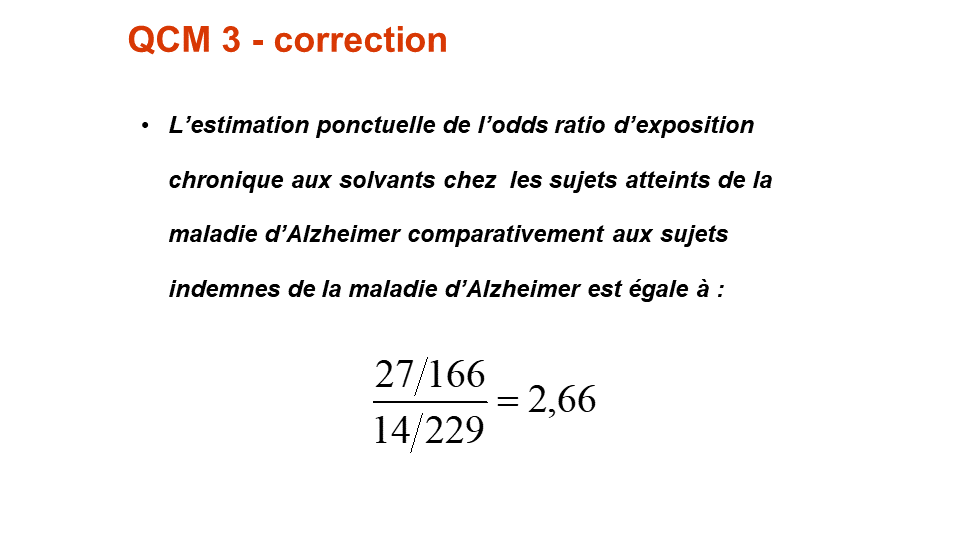 QCM 3 - correction
• L’estimation ponctuelle de l’odds ratio d’exposition
chronique aux solvants chez  les sujets atteints de la
maladie d’Alzheimer comparativement aux sujets
indemnes de la maladie d’Alzheimer est égale à :
27/166
= 2,66
14/229